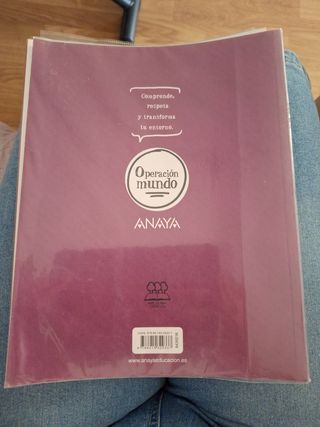 Comprende,
respeta
y transforma
tu entorno.
Operación
mundo
ANAYA
www.anayaeducacion.es